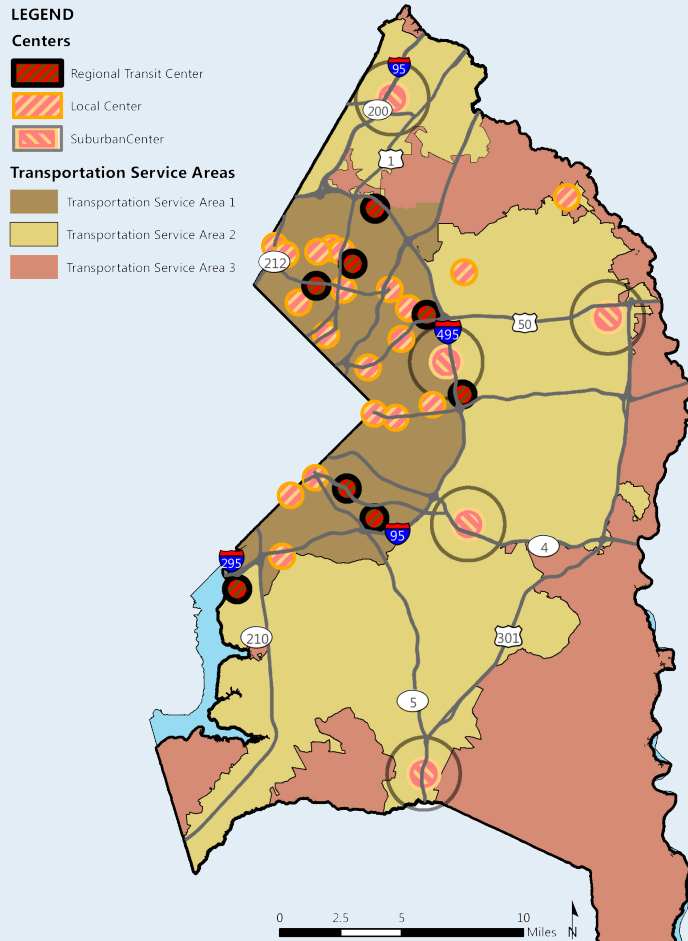 LEGEND
Centers
Regional Transit Center
Local Center
SuburbanCenter
Transportation Service Areas
Transportation Service Area 1
Transportation Service Area 2
Transportation Service Area 3
95
200
1
212
50
495
95
4
295
210
301
5
0 2.5 5 10
Miles N